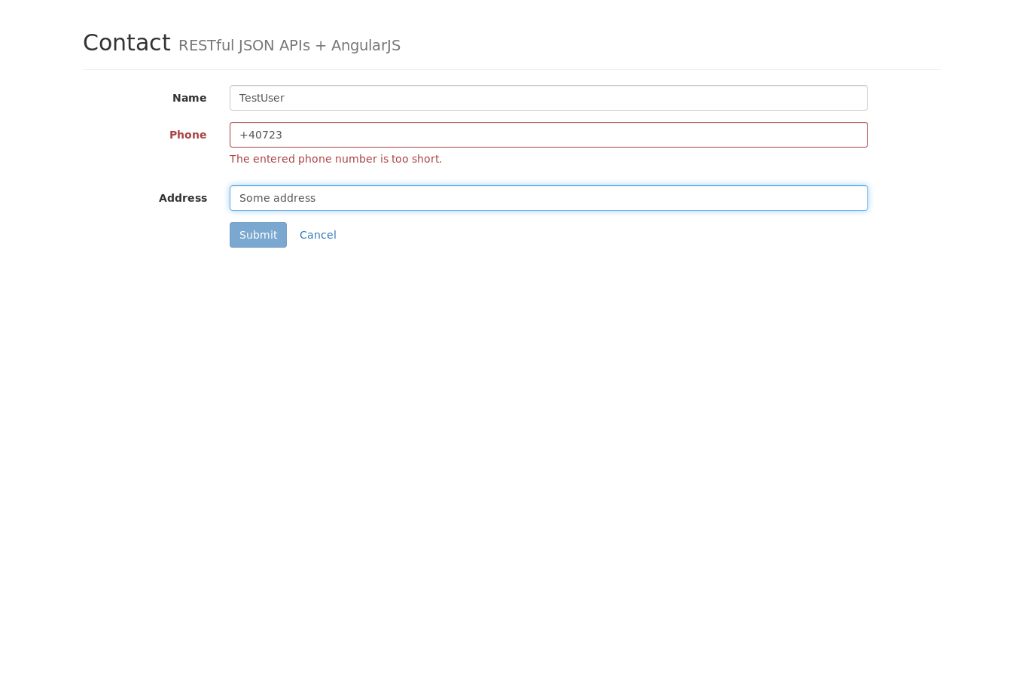 Contact RESTful JSON APIs + AngularJS
Name TestUser
Phone +40723
The entered phone number is too short.
Address Some address
Submit Cancel